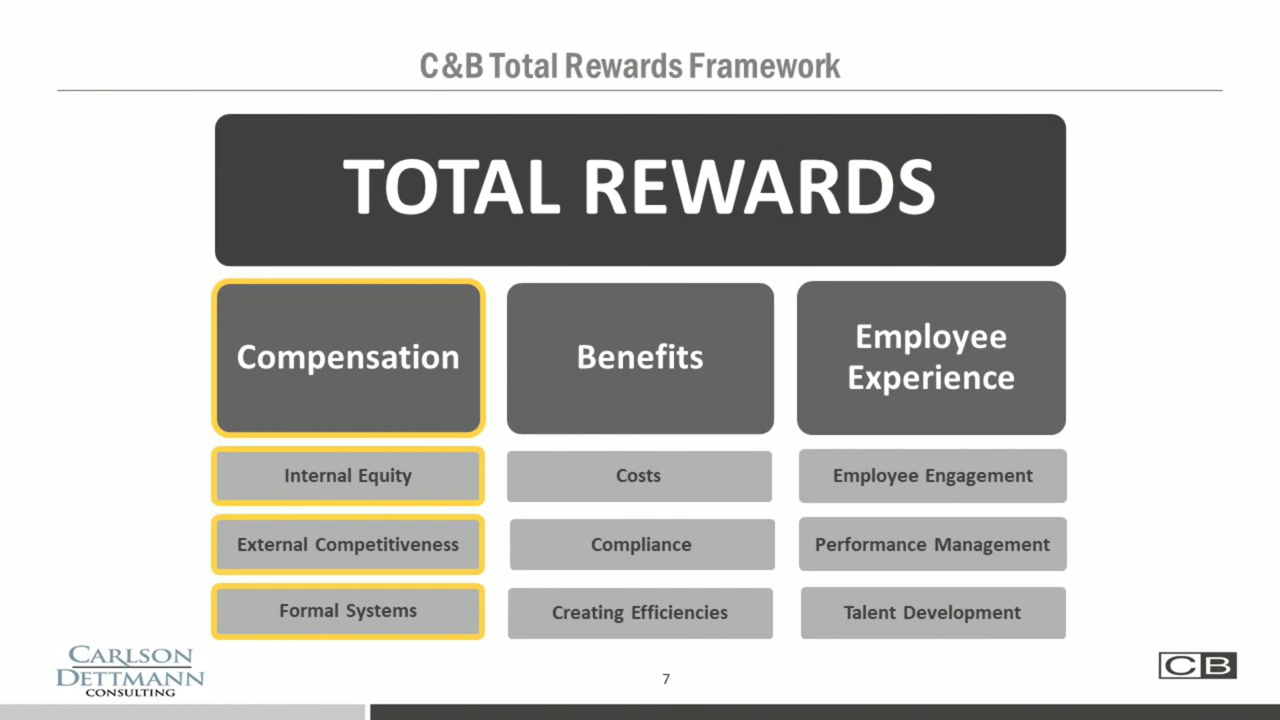 C&B Total Rewards Framework
TOTAL REWARDS
Compensation
Benefits
Employee
Experience
Internal Equity
Costs
Employee Engagement
External Competitiveness
Compliance
Performance Management
Formal Systems
Creating Efficiencies
Talent Development
CARLSON
DETTMANN
CONSULTING
7
CB